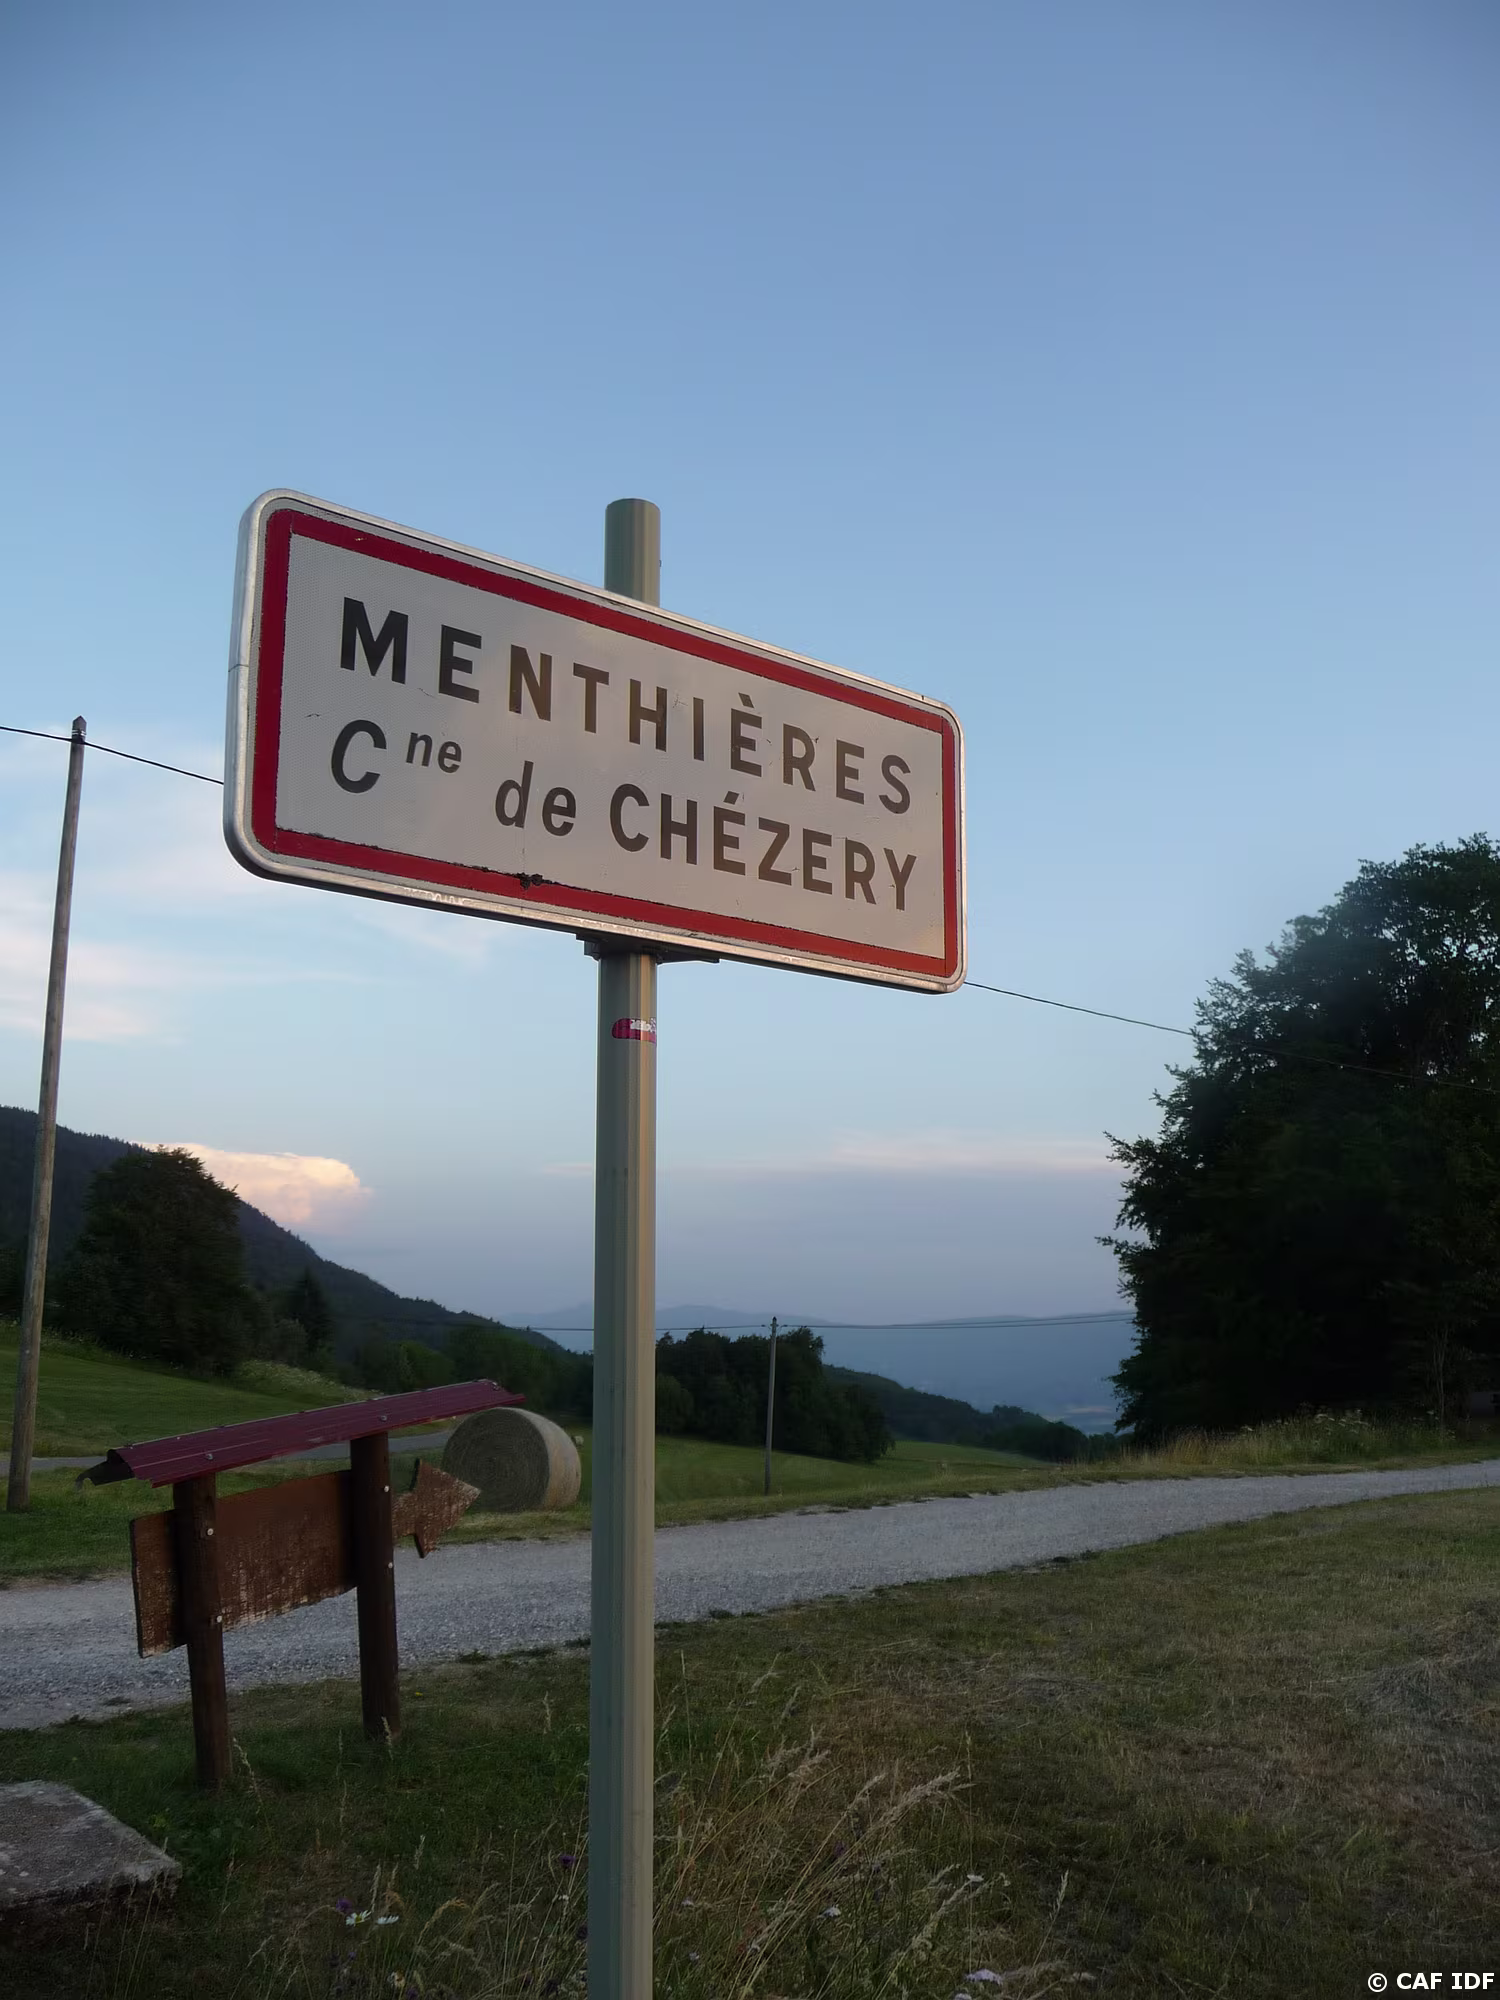 MENTHIÈRES
Cne de CHÉZERY
© CAF IDF